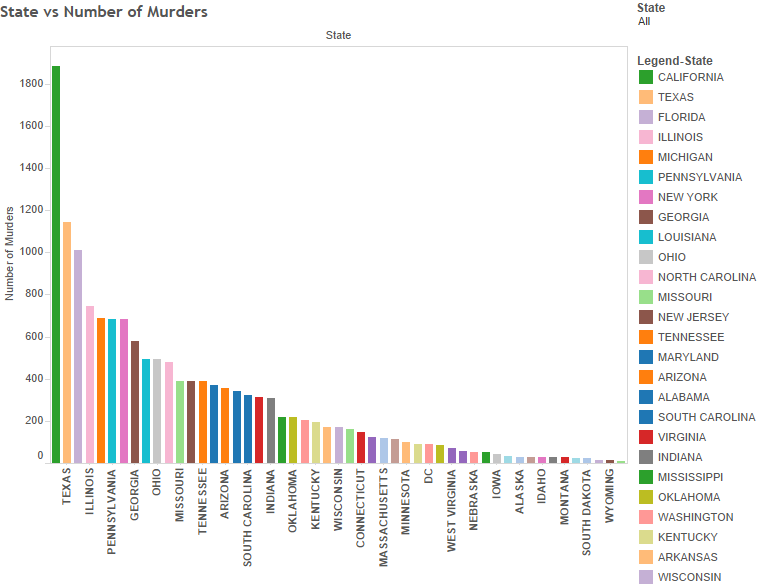 State vs Number of Murders
State
All
State
Legend-State
CALIFORNIA
TEXAS
FLORIDA
ILLINOIS
MICHIGAN
PENNSYLVANIA
NEW YORK
GEORGIA
LOUISIANA
OHIO
NORTH CAROLINA
MISSOURI
NEW JERSEY
TENNESSEE
MARYLAND
ARIZONA
ALABAMA
SOUTH CAROLINA
VIRGINIA
INDIANA
MISSISSIPPI
OKLAHOMA
WASHINGTON
KENTUCKY
ARKANSAS
WISCONSIN
Number of Murders
1800
1600
1400
1200
1000
800
600
400
200
0
TEXAS
ILLINOIS
PENNSYLVANIA
GEORGIA
OHIO
MISSOURI
TENNESSEE
ARIZONA
SOUTH CAROLINA
INDIANA
OKLAHOMA
KENTUCKY
WISCONSIN
CONNECTICUT
MASSACHUSETTS
MINNESOTA
DC
WEST VIRGINIA
NEBRASKA
IOWA
ALASKA
IDAHO
MONTANA
SOUTH DAKOTA
WYOMING